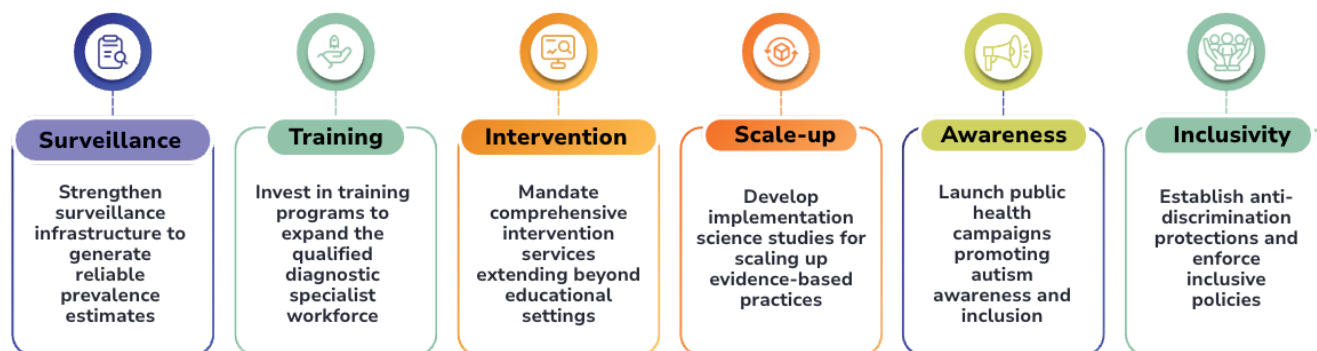 Surveillance
Strengthen
surveillance
infrastructure to
generate
reliable
prevalence
estimates
Training
Invest in training
programs to
expand the
qualified
diagnostic
specialist
workforce
Intervention
Mandate
comprehensive
intervention
services
extending beyond
educational
settings
Scale-up
Develop
implementation
science studies for
scaling up
evidence-based
practices
Awareness
Launch public
health
campaigns
promoting
autism
awareness and
inclusion
Inclusivity
Establish anti-
discrimination
protections and
enforce
inclusive
policies